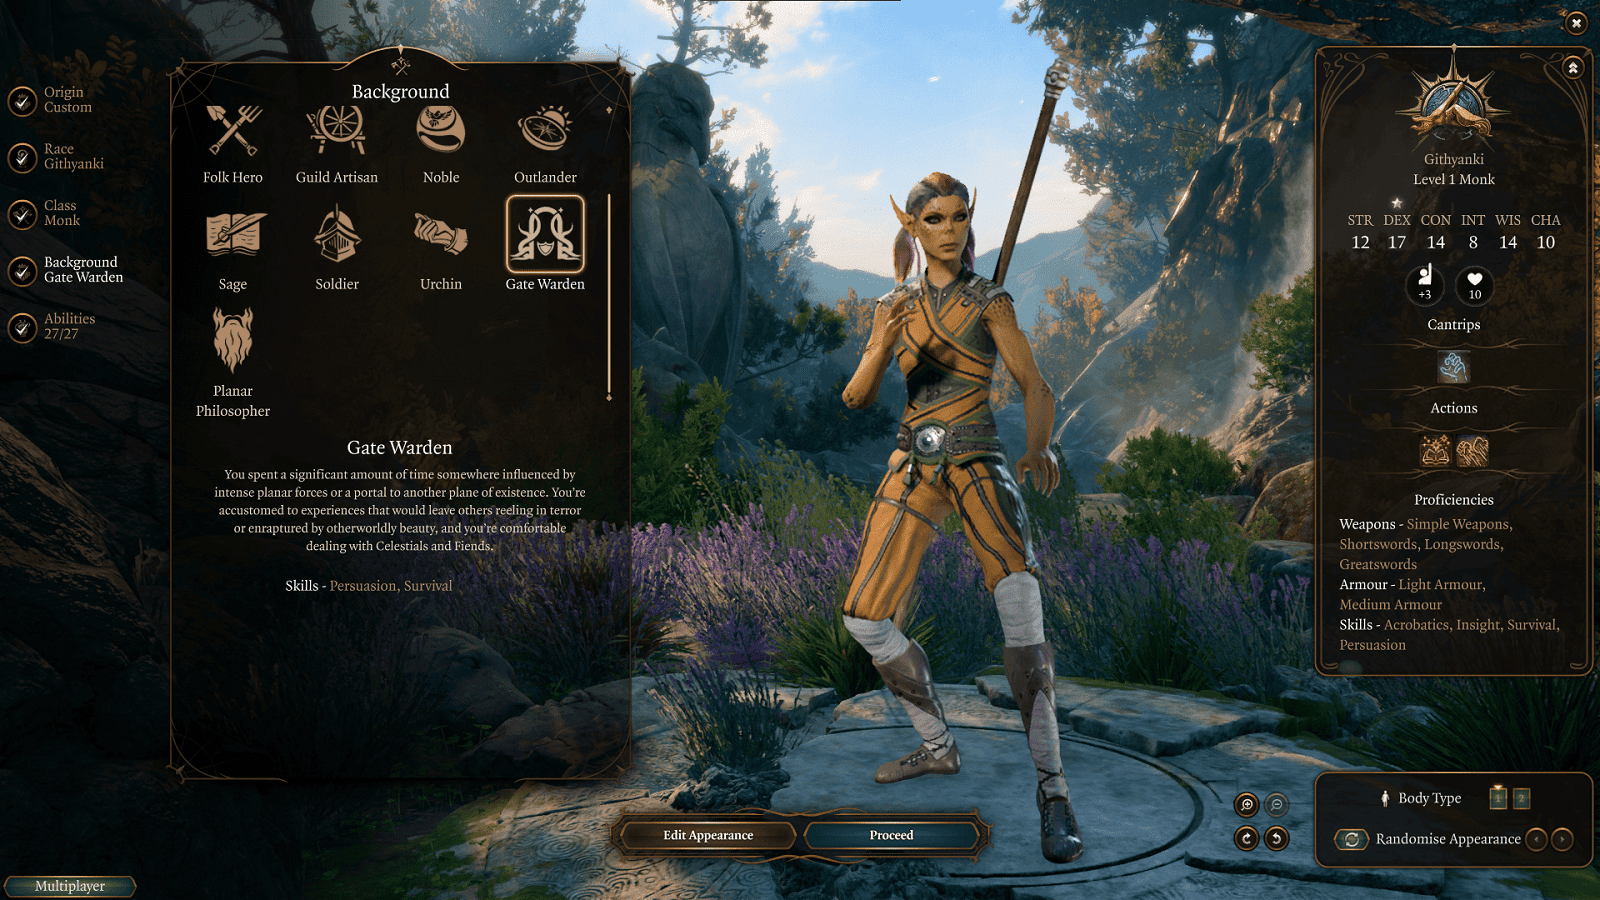 Origin
Custom
Race
Githyanki
Class
Monk
Background
Gate Warden
Abilities
27/27
Multiplayer
Background
Folk Hero
Guild Artisan
Noble
Outlander
Sage
Soldier
Urchin
Gate Warden
Planar
Philosopher
Gate Warden
You spent a significant amount of time somewhere influenced by
intense planar forces or a portal to another plane of existence. You're
accustomed to experiences that would leave others reeling in terror
or enraptured by otherworldly beauty, and you're comfortable
dealing with Celestials and Fiends.
Skills - Persuasion, Survival
Edit Appearance
Proceed
Githyanki
Level 1 Monk
STR DEX CON INT WIS CHA
12 17 14 8 14 10
+3 10
Cantrips
Actions
Proficiencies
Weapons - Simple Weapons,
Shortswords, Longswords,
Greatswords
Armour - Light Armour,
Medium Armour
Skills - Acrobatics, Insight, Survival,
Persuasion
Body Type 1 2
Randomise Appearance